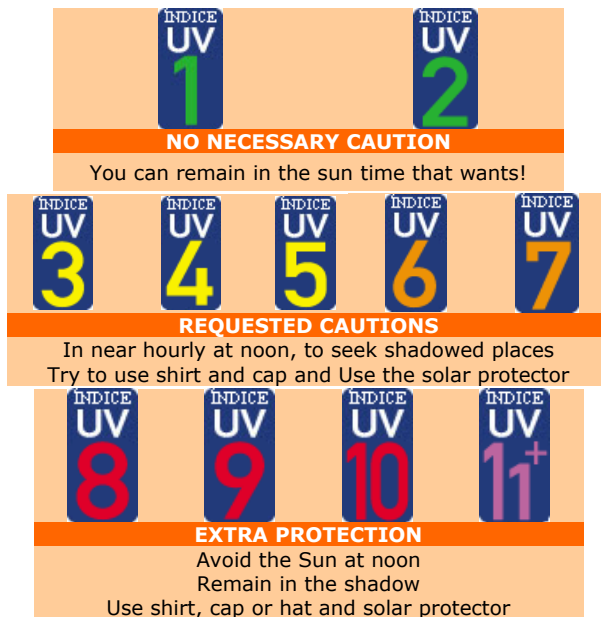 ÍNDICE ÍNDICE
UV UV
1 2
NO NECESSARY CAUTION
You can remain in the sun time that wants!
ÍNDICE ÍNDICE ÍNDICE ÍNDICE ÍNDICE
UV UV UV UV UV
3 4 5 6 7
REQUESTED CAUTIONS
In near hourly at noon, to seek shadowed places
Try to use shirt and cap and Use the solar protector
ÍNDICE ÍNDICE ÍNDICE ÍNDICE
UV UV UV UV
8 9 10 11+
EXTRA PROTECTION
Avoid the Sun at noon
Remain in the shadow
Use shirt, cap or hat and solar protector